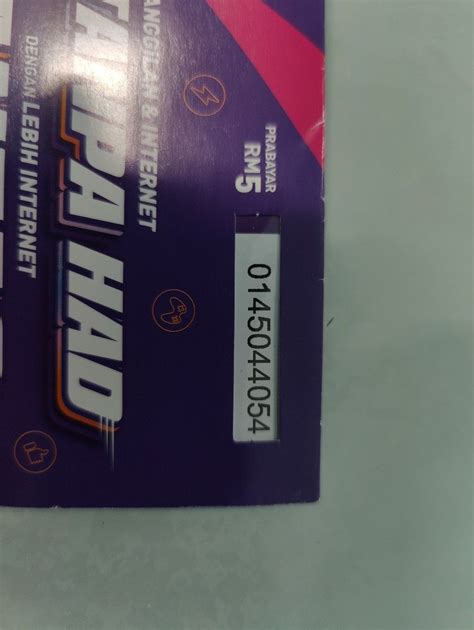 PRABAYAR
RM5
0145044054
PANGGILAN & INTERNET
TANPA HAD
DENGAN LEBIH INTERNET